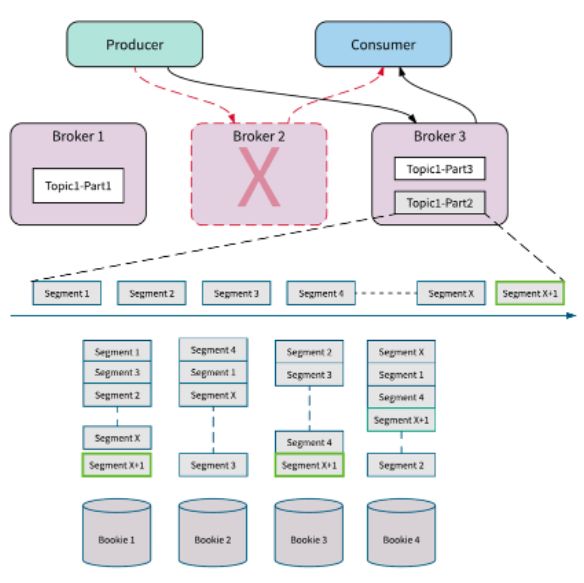 Producer
Consumer
Broker 1
Broker 2
Broker 3
Topic1-Part1
X
Topic1-Part3
Topic1-Part2
Segment 1
Segment 2
Segment 3
Segment 4
Segment X
Segment X+1
Segment 1
Segment 3
Segment 2
Segment X
Segment X+1
Segment 4
Segment 1
Segment X
Segment 3
Segment 2
Segment 3
Segment 4
Segment X+1
Segment X
Segment 1
Segment 4
Segment X+1
Segment 2
Bookie 1
Bookie 2
Bookie 3
Bookie 4